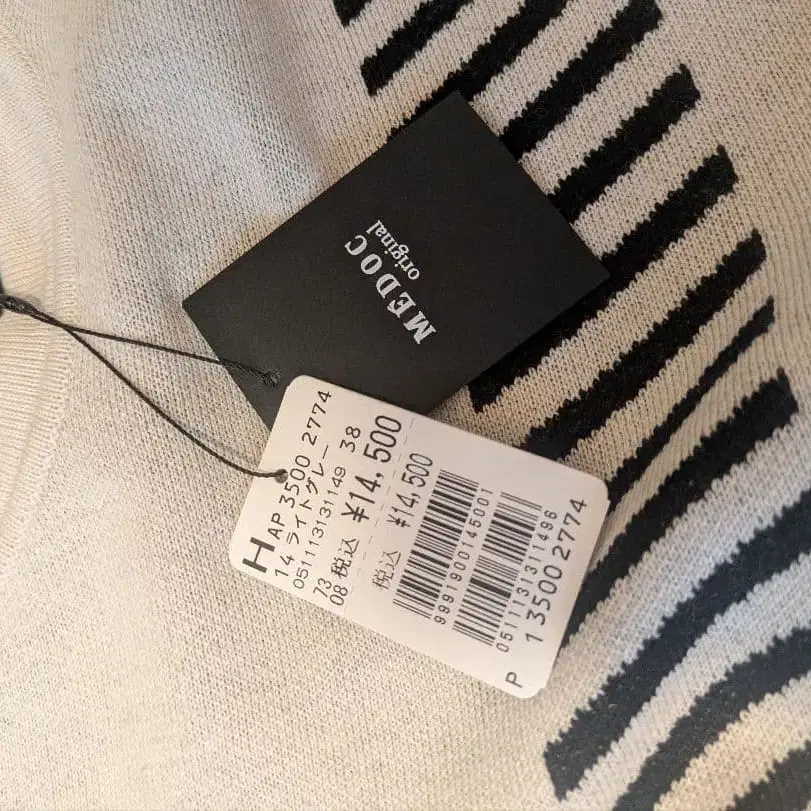 MEDOC
original
H AP 3500 2774
14 ライトグレー
0511131311149 38
73
08 税込 ¥14,500
税込 ¥14,500
9991900145001
0511131311496
P 1 3500 2774